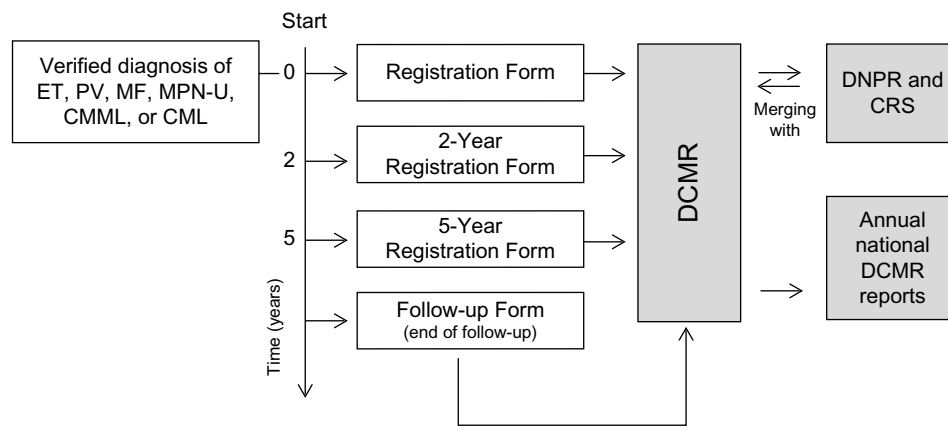 Start
Verified diagnosis of
ET, PV, MF, MPN-U,
CMML, or CML
0
Registration Form
2
2-Year
Registration Form
5
5-Year
Registration Form
Follow-up Form
(end of follow-up)
Time (years)
DCMR
Merging
with
DNPR and
CRS
Annual
national
DCMR
reports